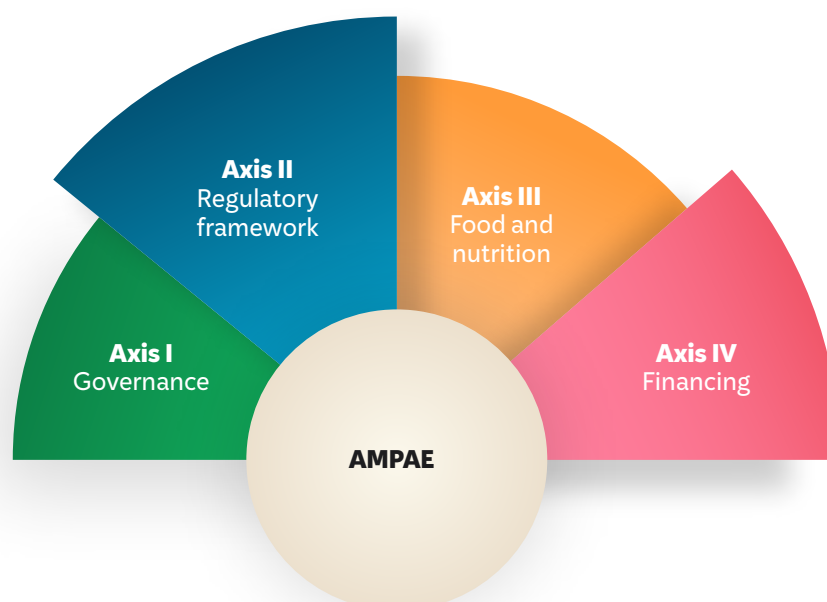 Axis II
Regulatory
framework
Axis III
Food and
nutrition
Axis I
Governance
Axis IV
Financing
AMPAE